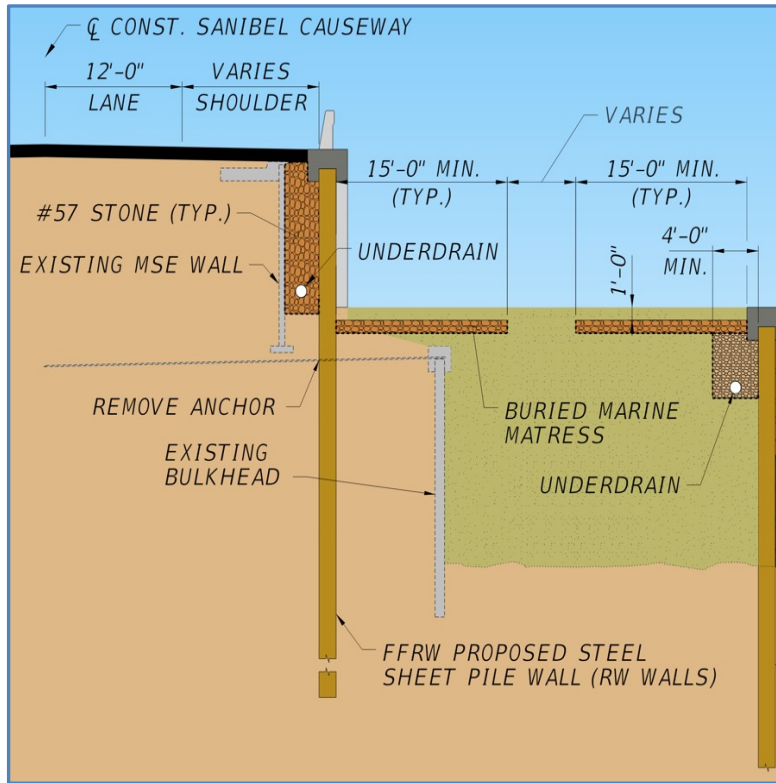 ℄ CONST. SANIBEL CAUSEWAY
12'-0"
LANE
VARIES
SHOULDER
VARIES
15'-0" MIN.
(TYP.)
15'-0" MIN.
(TYP.)
#57 STONE (TYP.)
4'-0"
MIN.
UNDERDRAIN
EXISTING MSE WALL
1'-0"
REMOVE ANCHOR
BURIED MARINE
MATRESS
EXISTING
BULKHEAD
UNDERDRAIN
FFRW PROPOSED STEEL
SHEET PILE WALL (RW WALLS)